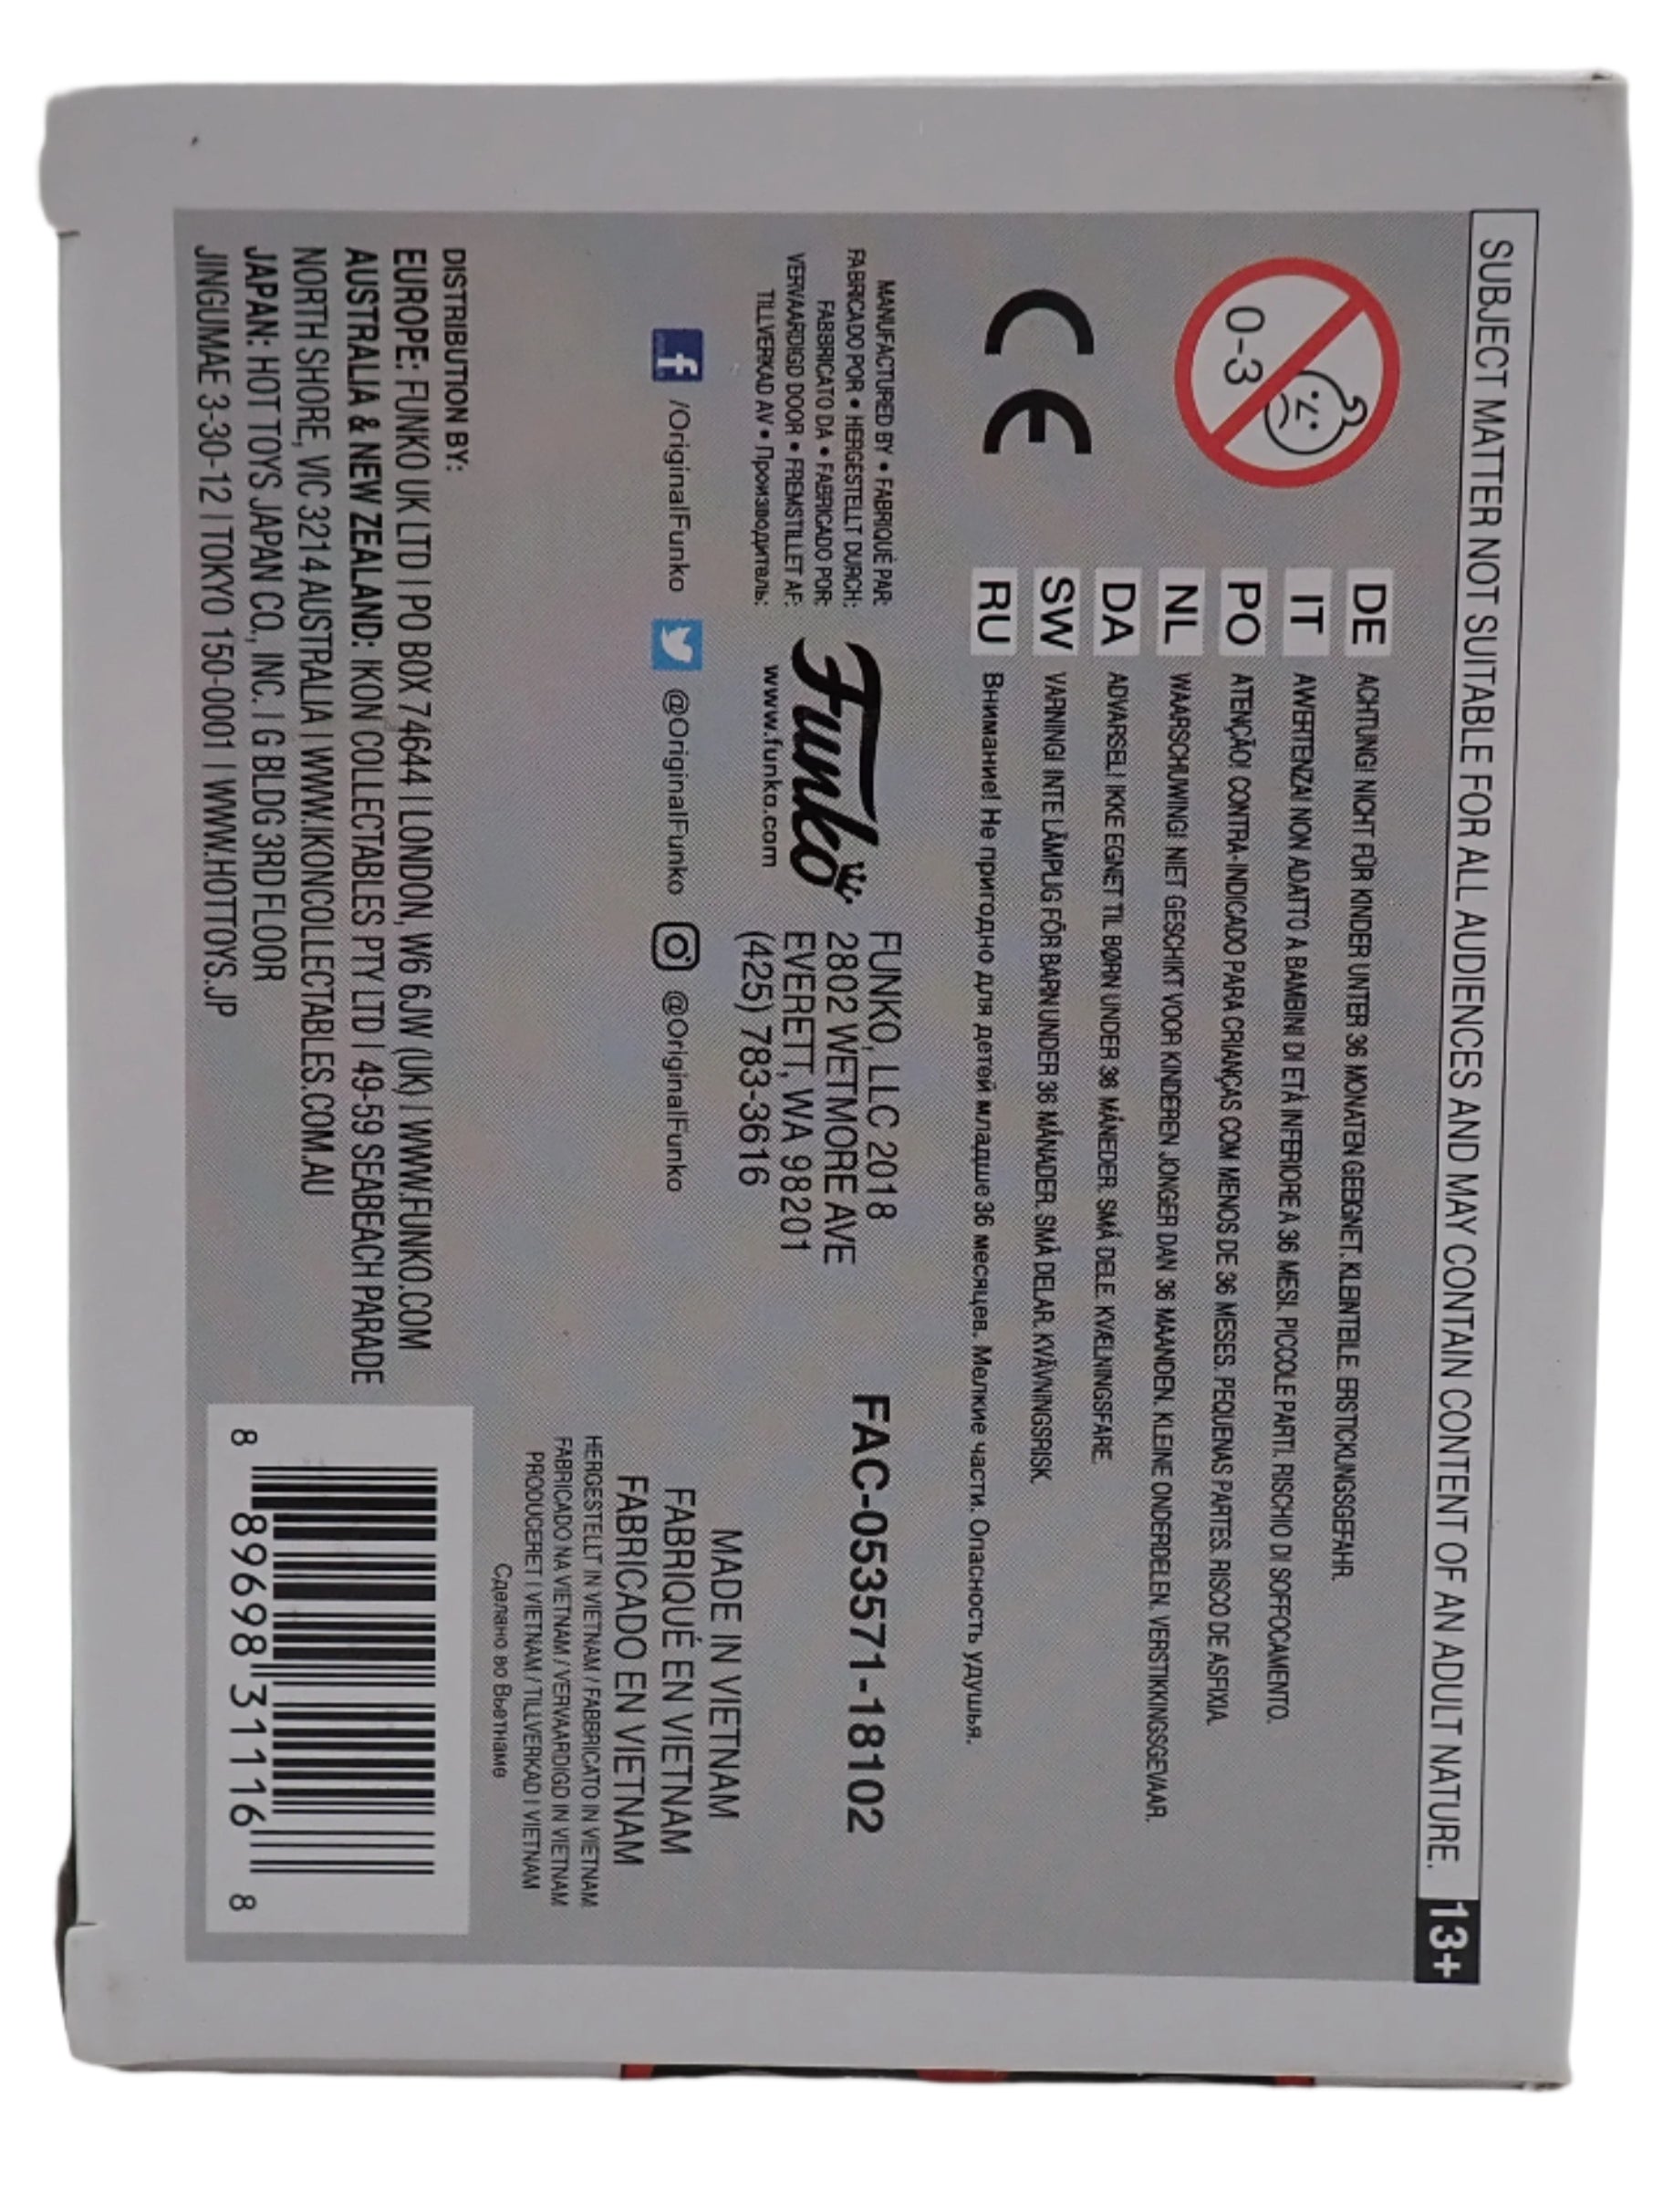 SUBJECT MATTER NOT SUITABLE FOR ALL AUDIENCES AND MAY CONTAIN CONTENT OF AN ADULT NATURE. 13+
0-3
DE ACHTUNG! NICHT FÜR KINDER UNTER 36 MONATEN GEEIGNET. KLEINTEILE. ERSTICKUNGSGEFAHR.
IT AVVERTENZA! NON ADATTO A BAMBINI DI ETÀ INFERIORE A 36 MESI. PICCOLE PARTI. RISCHIO DI SOFFOCAMENTO.
PO ATENÇÃO! CONTRA-INDICADO PARA CRIANÇAS COM MENOS DE 36 MESES. PEQUENAS PARTES. RISCO DE ASFIXIA.
NL WAARSCHUWING! NIET GESCHIKT VOOR KINDEREN JONGER DAN 36 MAANDEN. KLEINE ONDERDELEN. VERSTIKKINGSGEVAAR.
DA ADVARSEL! IKKE EGNET TIL BØRN UNDER 36 MÅNEDER. SMÅ DELE. KVÆLNINGSFARE.
SW VARNING! INTE LÄMPLIG FÖR BARN UNDER 36 MÅNADER. SMÅ DELAR. KVÄVNINGSRISK.
RU Внимание! Не пригодно для детей младше 36 месяцев. Мелкие части. Опасность удушья.
CE
MANUFACTURED BY • FABRIQUÉ PAR:
FABRICADO POR • HERGESTELLT DURCH:
FABBRICATO DA • FABRICADO POR:
VERVAARDIGD DOOR • FREMSTILLET AF:
TILLVERKAD AV • Производитель:
Funko
www.funko.com
FUNKO, LLC 2018
2802 WETMORE AVE
EVERETT, WA 98201
(425) 783-3616
FAC-053571-18102
/OriginalFunko @OriginalFunko @OriginalFunko
MADE IN VIETNAM
FABRIQUÉ EN VIETNAM
FABRICADO EN VIETNAM
HERGESTELLT IN VIETNAM / FABBRICATO IN VIETNAM
FABRICADO NA VIETNAM / VERVAARDIGD IN VIETNAM
PRODUCERET I VIETNAM / TILLVERKAD I VIETNAM
Сделано во Вьетнаме
DISTRIBUTION BY:
EUROPE: FUNKO UK LTD | PO BOX 74644 | LONDON, W6 6JW (UK) | WWW.FUNKO.COM
AUSTRALIA & NEW ZEALAND: IKON COLLECTABLES PTY LTD | 49-59 SEABEACH PARADE
NORTH SHORE, VIC 3214 AUSTRALIA | WWW.IKONCOLLECTABLES.COM.AU
JAPAN: HOT TOYS JAPAN CO., INC. | G BLDG 3RD FLOOR
JINGUMAE 3-30-12 | TOKYO 150-0001 | WWW.HOTTOYS.JP
8 89698 31116 8